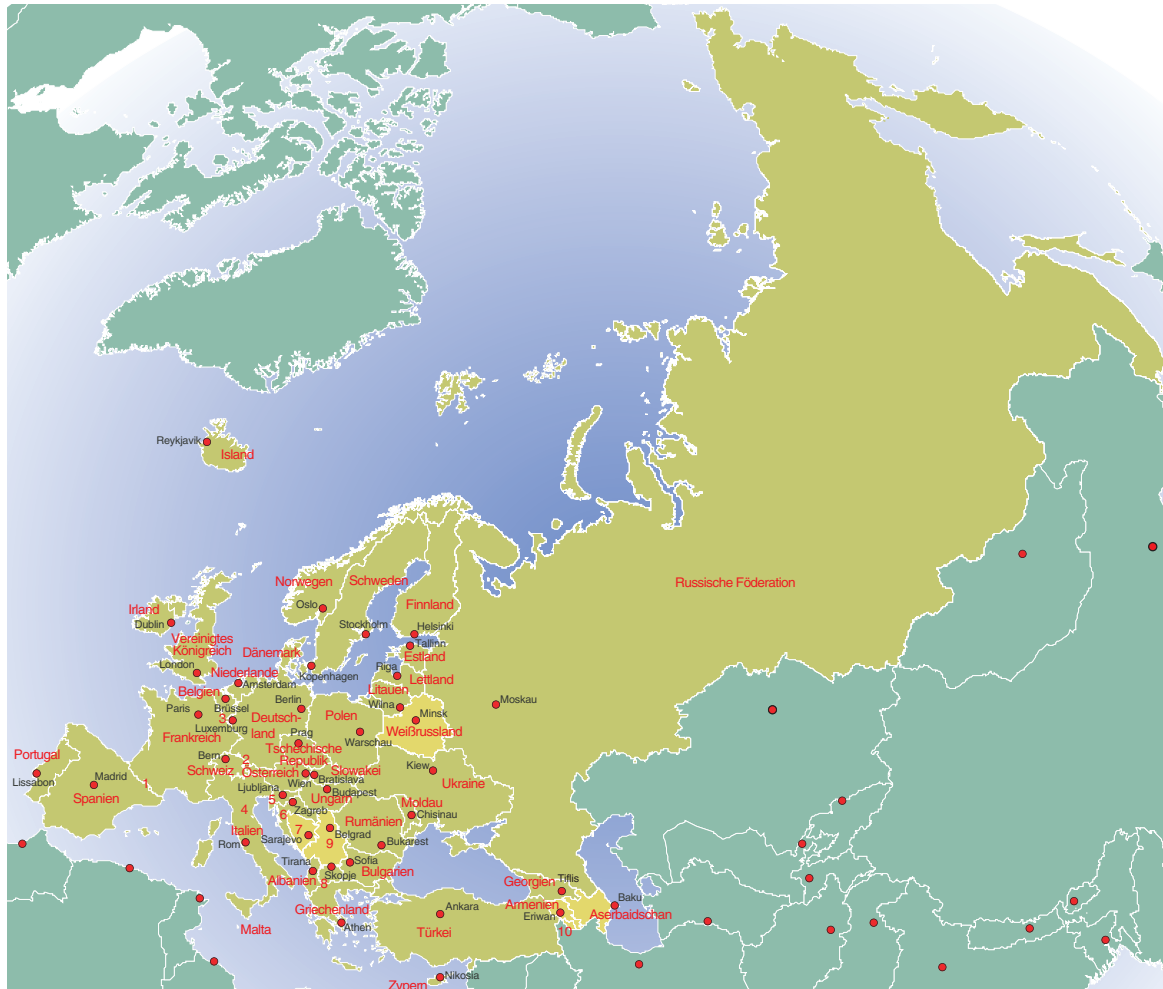 Reykjavik
Island
Norwegen
Schweden
Russische Föderation
Finnland
Oslo
Irland
Dublin
Stockholm
Helsinki
Tallinn
Vereinigtes
Königreich
Dänemark
Estland
London
Niederlande
Kopenhagen
Riga
Lettland
Amsterdam
Litauen
Belgien
Brüssel
Berlin
Wilna
Moskau
Paris
3
Deutsch-
land
Polen
Minsk
Luxemburg
Weißrussland
Frankreich
Prag
Warschau
Tschechische
Republik
Portugal
Bern
2
Lissabon
Schweiz
Österreich
Slowakei
Kiew
Madrid
1
Wien
Bratislava
Ukraine
Spanien
Ljubljana
5
Budapest
Ungarn
4
Zagreb
Moldau
6
Chisinau
Rumänien
Italien
7
Belgrad
Rom
Sarajevo
9
Bukarest
Tirana
Sofia
Skopje
Bulgarien
Albanien
8
Georgien
Tiflis
Armenien
Baku
Griechenland
Ankara
Eriwan
Aserbaidschan
Malta
Athen
Türkei
10
Nikosia
Zypern